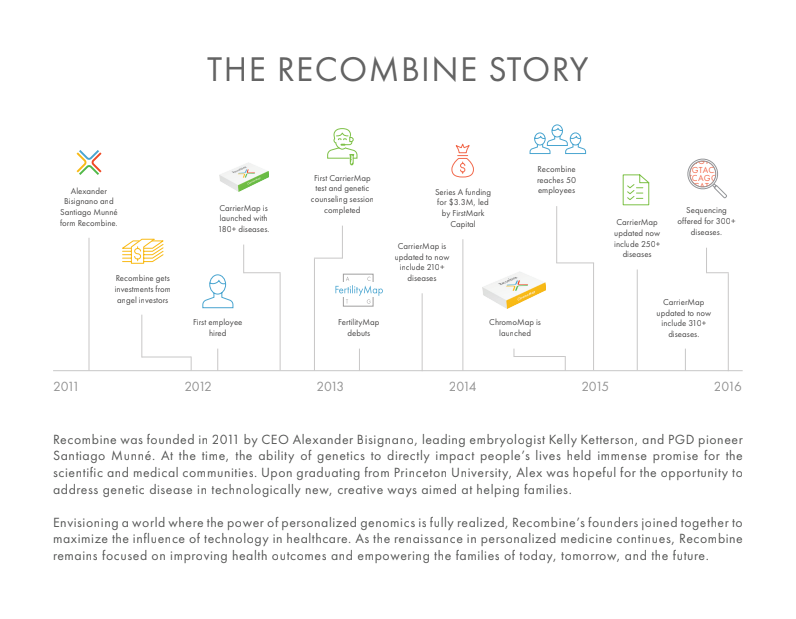 THE RECOMBINE STORY
Alexander
Bisignano and
Santiago Munné
form Recombine.
Recombine gets
investments from
angel investors
First employee
hired
CarrierMap is
launched with
180+ diseases.
First CarrierMap
test and genetic
counseling session
completed
A C
FertilityMap
T G
FertilityMap
debuts
CarrierMap is
updated to now
include 210+
diseases
Series A funding
for $3.3M, led
by FirstMark
Capital
ChromoMap is
launched
Recombine
reaches 50
employees
CarrierMap
updated now
include 250+
diseases
GTAC
CAGG
Sequencing
offered for 300+
diseases.
CarrierMap
updated to now
include 310+
diseases.
2011 2012 2013 2014 2015 2016
Recombine was founded in 2011 by CEO Alexander Bisignano, leading embryologist Kelly Ketterson, and PGD pioneer
Santiago Munné. At the time, the ability of genetics to directly impact people's lives held immense promise for the
scientific and medical communities. Upon graduating from Princeton University, Alex was hopeful for the opportunity to
address genetic disease in technologically new, creative ways aimed at helping families.
Envisioning a world where the power of personalized genomics is fully realized, Recombine's founders joined together to
maximize the influence of technology in healthcare. As the renaissance in personalized medicine continues, Recombine
remains focused on improving health outcomes and empowering the families of today, tomorrow, and the future.